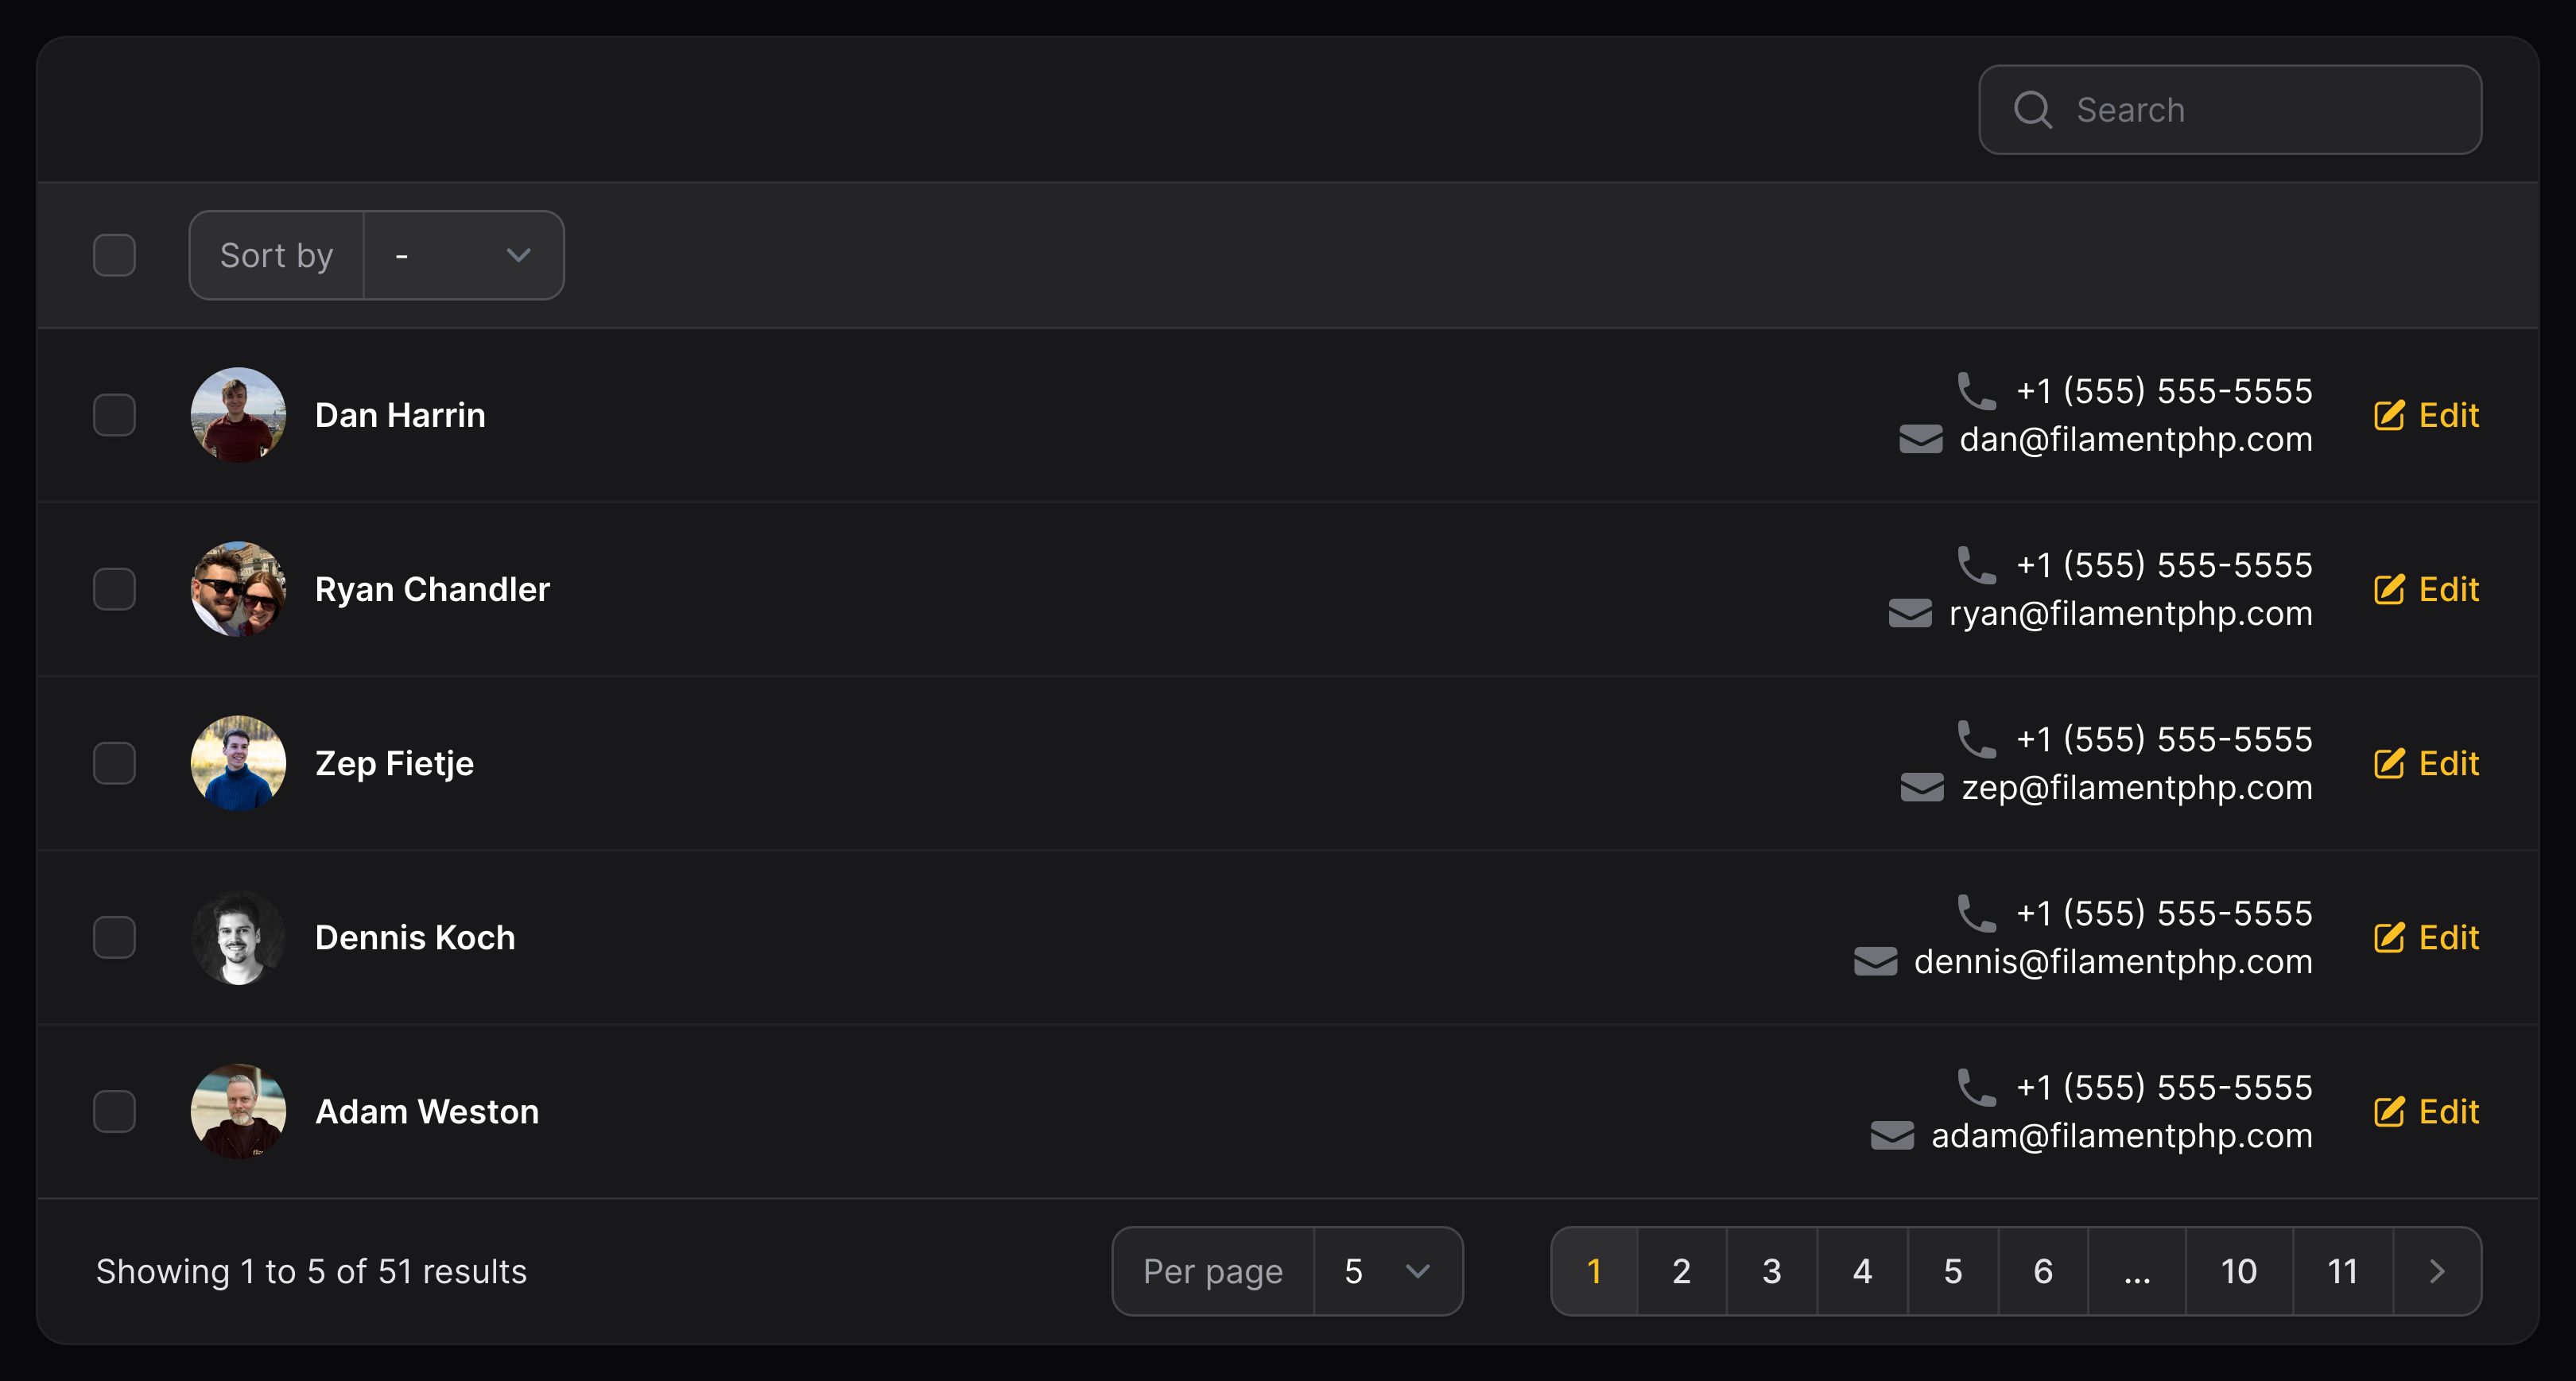 Search
Sort by -
Dan Harrin
+1 (555) 555-5555
dan@filamentphp.com
Edit
Ryan Chandler
+1 (555) 555-5555
ryan@filamentphp.com
Edit
Zep Fietje
+1 (555) 555-5555
zep@filamentphp.com
Edit
Dennis Koch
+1 (555) 555-5555
dennis@filamentphp.com
Edit
Adam Weston
+1 (555) 555-5555
adam@filamentphp.com
Edit
Showing 1 to 5 of 51 results
Per page 5
1 2 3 4 5 6 ... 10 11